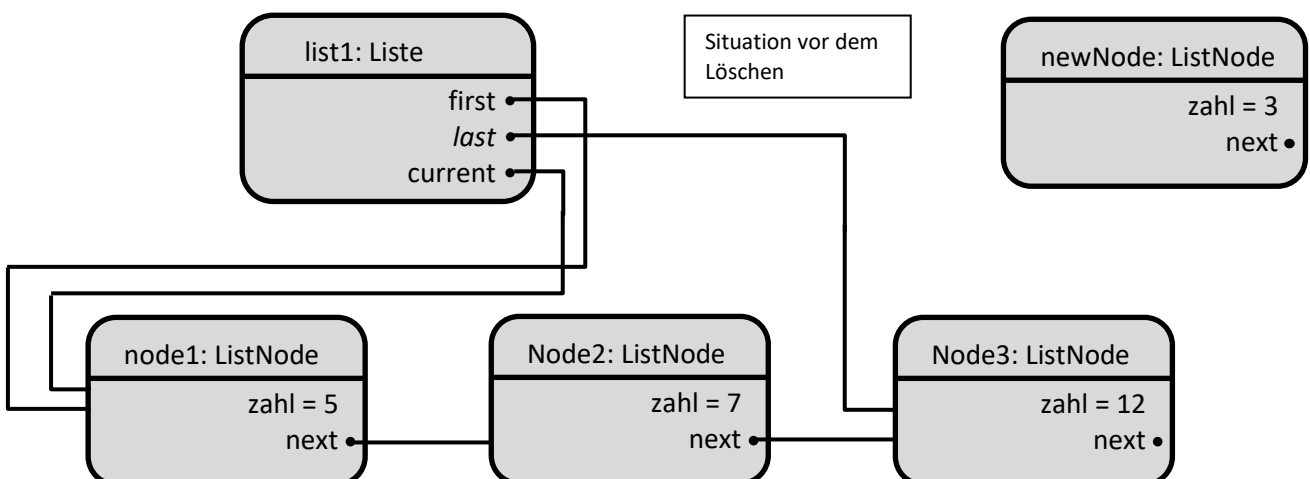 list1: Liste
first
last
current
Situation vor dem
Löschen
newNode: ListNode
zahl = 3
next
node1: ListNode
zahl = 5
next
Node2: ListNode
zahl = 7
next
Node3: ListNode
zahl = 12
next